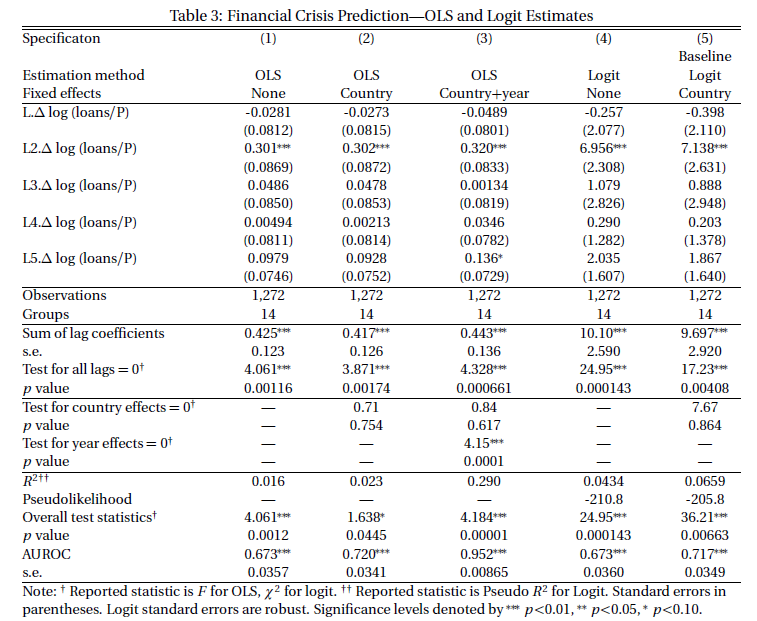 Table 3: Financial Crisis Prediction—OLS and Logit Estimates
Specificaton (1) (2) (3) (4) (5)
Baseline
Estimation method OLS OLS OLS Logit Logit
Fixed effects None Country Country+year None Country
L.Δ log (loans/P) -0.0281 -0.0273 -0.0489 -0.257 -0.398
(0.0812) (0.0815) (0.0801) (2.077) (2.110)
L2.Δ log (loans/P) 0.301*** 0.302*** 0.320*** 6.956*** 7.138***
(0.0869) (0.0872) (0.0833) (2.308) (2.631)
L3.Δ log (loans/P) 0.0486 0.0478 0.00134 1.079 0.888
(0.0850) (0.0853) (0.0819) (2.826) (2.948)
L4.Δ log (loans/P) 0.00494 0.00213 0.0346 0.290 0.203
(0.0811) (0.0814) (0.0782) (1.282) (1.378)
L5.Δ log (loans/P) 0.0979 0.0928 0.136* 2.035 1.867
(0.0746) (0.0752) (0.0729) (1.607) (1.640)
Observations 1,272 1,272 1,272 1,272 1,272
Groups 14 14 14 14 14
Sum of lag coefficients 0.425*** 0.417*** 0.443*** 10.10*** 9.697***
s.e. 0.123 0.126 0.136 2.590 2.920
Test for all lags = 0† 4.061*** 3.871*** 4.328*** 24.95*** 17.23***
p value 0.00116 0.00174 0.000661 0.000143 0.00408
Test for country effects = 0† — 0.71 0.84 — 7.67
p value — 0.754 0.617 — 0.864
Test for year effects = 0† — — 4.15*** — —
p value — — 0.0001 — —
R²†† 0.016 0.023 0.290 0.0434 0.0659
Pseudolikelihood — — — -210.8 -205.8
Overall test statistics† 4.061*** 1.638* 4.184*** 24.95*** 36.21***
p value 0.0012 0.0445 0.00001 0.000143 0.00663
AUROC 0.673*** 0.720*** 0.952*** 0.673*** 0.717***
s.e. 0.0357 0.0341 0.00865 0.0360 0.0349
Note: † Reported statistic is F for OLS, χ² for logit. †† Reported statistic is Pseudo R² for Logit. Standard errors in
parentheses. Logit standard errors are robust. Significance levels denoted by *** p<0.01, ** p<0.05, * p<0.10.